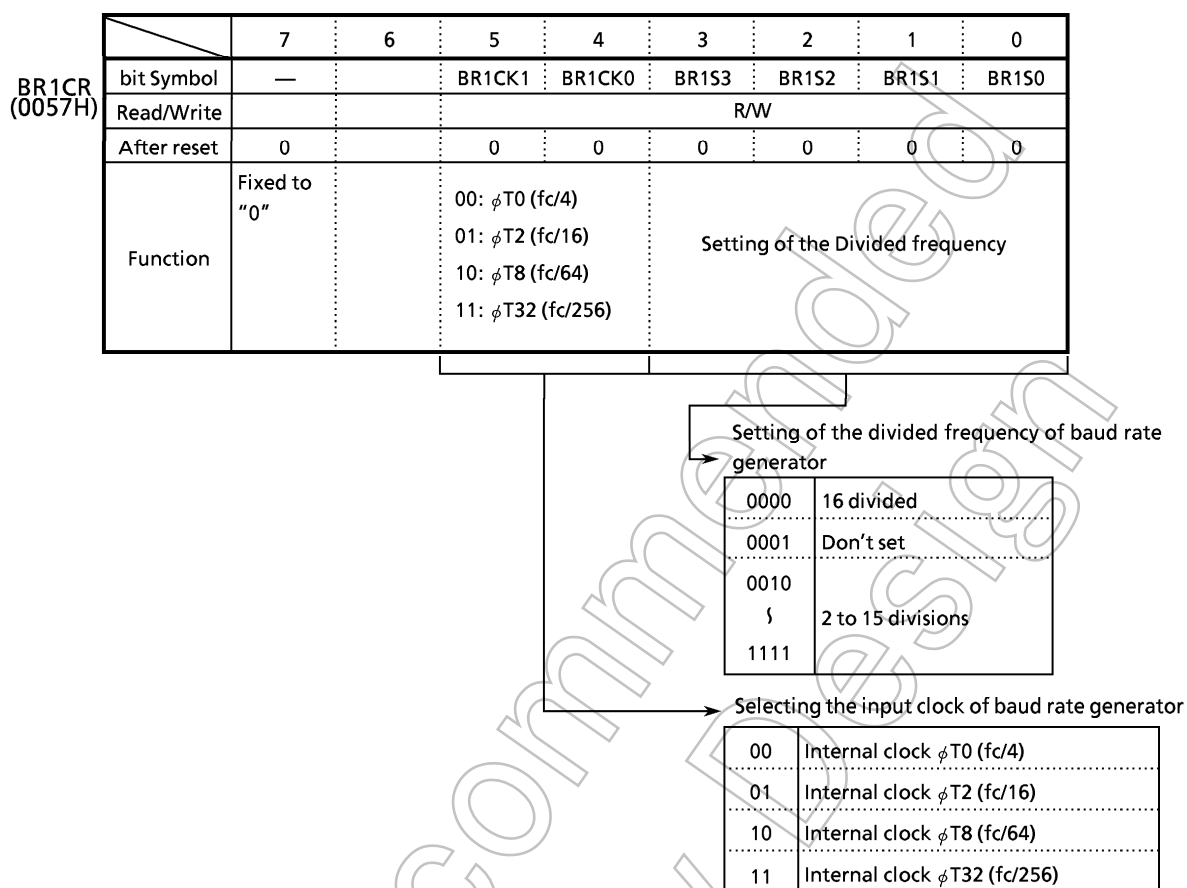 7 6 5 4 3 2 1 0
BR1CR
(0057H)
bit Symbol — BR1CK1 BR1CK0 BR1S3 BR1S2 BR1S1 BR1S0
Read/Write R/W
After reset 0 0 0 0 0 0 0
Function
Fixed to
"0"
00: φT0 (fc/4)
01: φT2 (fc/16)
10: φT8 (fc/64)
11: φT32 (fc/256)
Setting of the Divided frequency
Setting of the divided frequency of baud rate
generator
0000 16 divided
0001 Don't set
0010
∫
1111
2 to 15 divisions
Selecting the input clock of baud rate generator
00 Internal clock φT0 (fc/4)
01 Internal clock φT2 (fc/16)
10 Internal clock φT8 (fc/64)
11 Internal clock φT32 (fc/256)